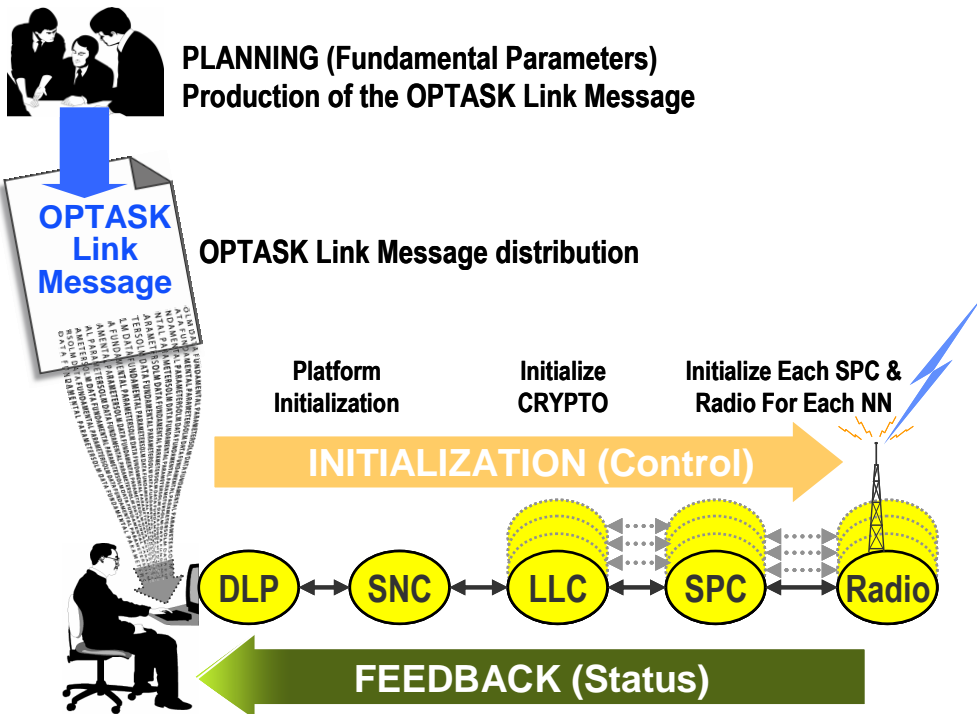 PLANNING (Fundamental Parameters)
Production of the OPTASK Link Message
OPTASK
Link
Message
OPTASK Link Message distribution
Platform
Initialization
Initialize
CRYPTO
Initialize Each SPC &
Radio For Each NN
INITIALIZATION (Control)
DLP
SNC
LLC
SPC
Radio
FEEDBACK (Status)